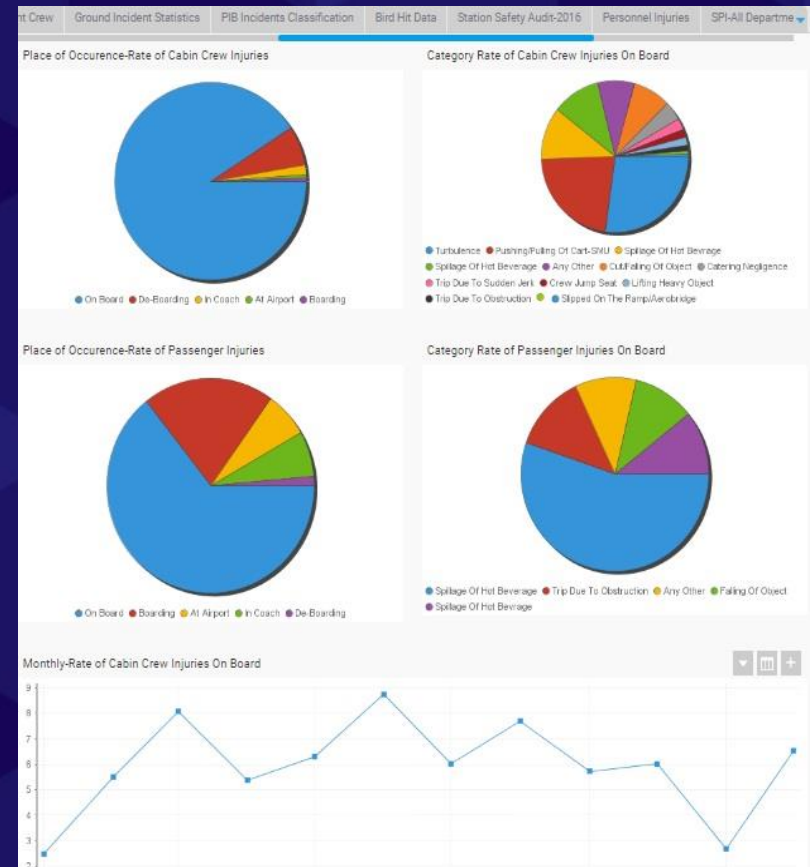 nt Crew Ground Incident Statistics PIB Incidents Classification Bird Hit Data Station Safety Audit-2016 Personnel Injuries SPI-All Departme
Place of Occurence-Rate of Cabin Crew Injuries
On Board De-Boarding In Coach At Airport Boarding
Category Rate of Cabin Crew Injuries On Board
Turbulence Pushing/Pulling Of Cart-SMU Spillage Of Hot Bevrage
Spillage Of Hot Beverage Any Other Cut/Falling Of Object Catering Negligence
Trip Due To Sudden Jerk Crew Jump Seat Lifting Heavy Object
Trip Due To Obstruction Slipped On The Ramp/Aerobridge
Place of Occurence-Rate of Passenger Injuries
On Board Boarding At Airport In Coach De-Boarding
Category Rate of Passenger Injuries On Board
Spillage Of Hot Beverage Trip Due To Obstruction Any Other Falling Of Object
Spillage Of Hot Bevrage
Monthly-Rate of Cabin Crew Injuries On Board
9
8
7
6
5
4
3
2